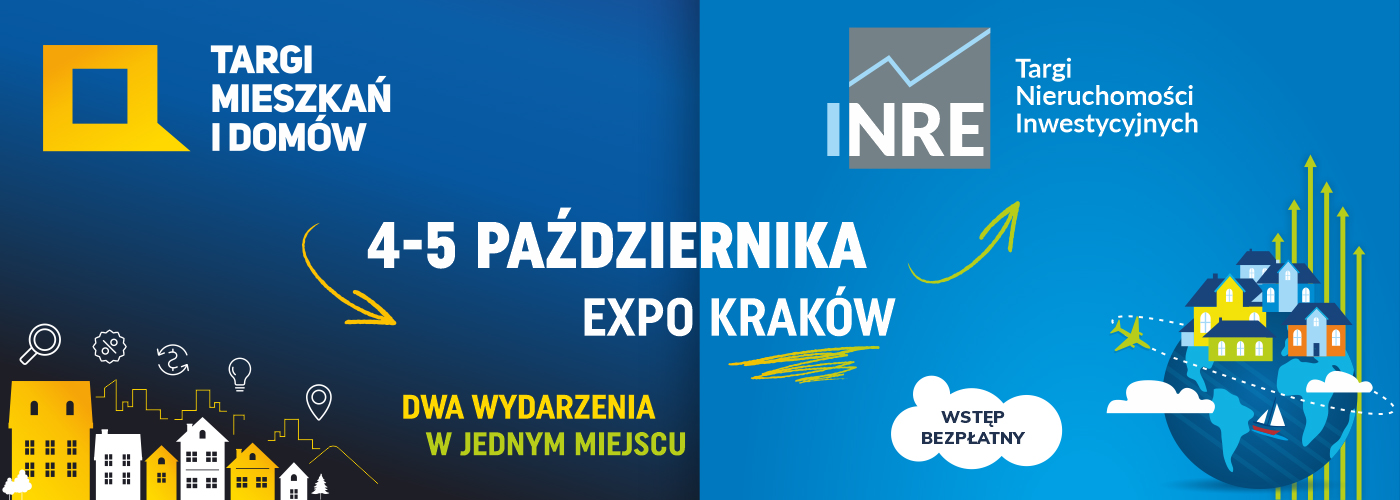 TARGI
MIESZKAŃ
I DOMÓW
INRE
Targi
Nieruchomości
Inwestycyjnych
4-5 PAŹDZIERNIKA
EXPO KRAKÓW
DWA WYDARZENIA
W JEDNYM MIEJSCU
WSTĘP
BEZPŁATNY